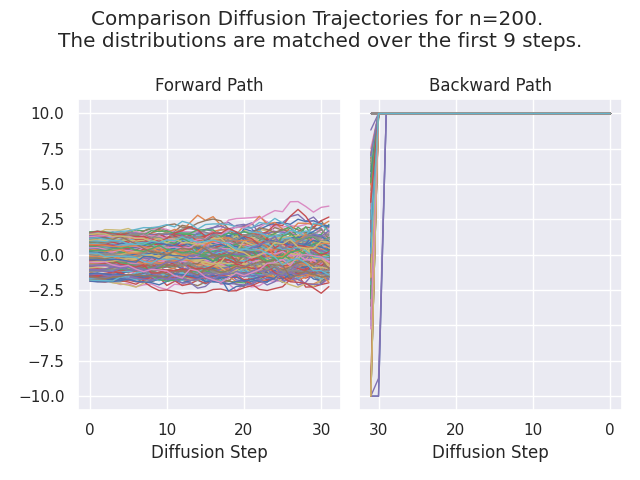 Comparison Diffusion Trajectories for n=200.
The distributions are matched over the first 9 steps.
Forward Path
Backward Path
10.0
7.5
5.0
2.5
0.0
−2.5
−5.0
−7.5
−10.0
0 10 20 30
30 20 10 0
Diffusion Step
Diffusion Step